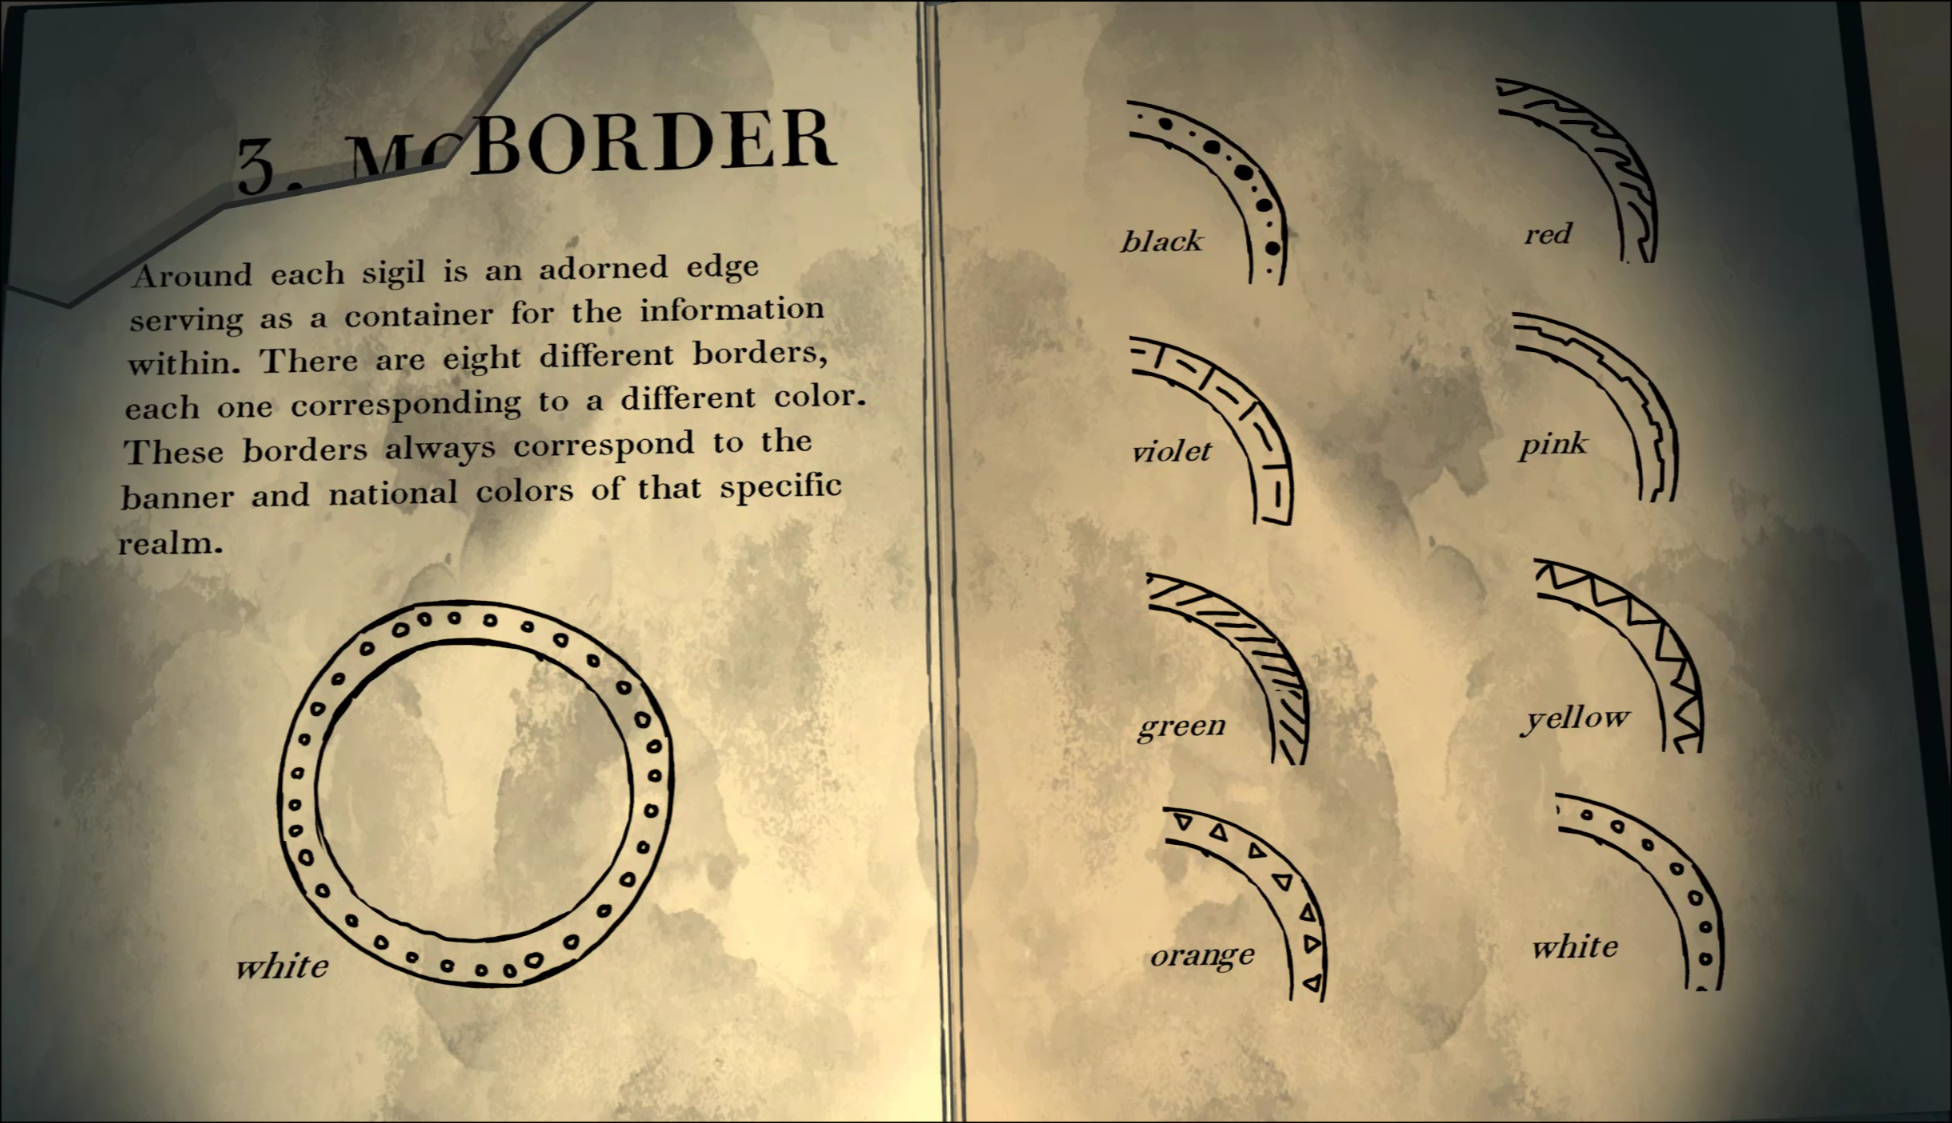 3. BORDER
Around each sigil is an adorned edge
serving as a container for the information
within. There are eight different borders,
each one corresponding to a different color.
These borders always correspond to the
banner and national colors of that specific
realm.
white
black
red
violet
pink
green
yellow
orange
white